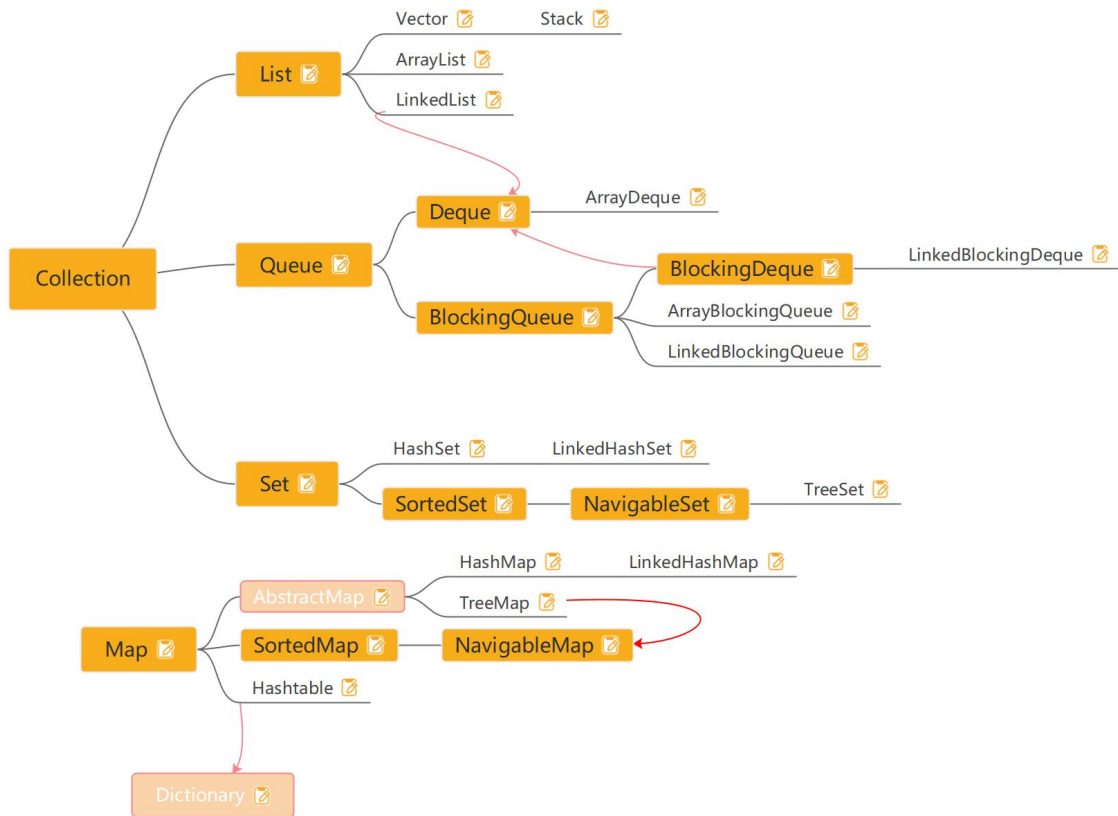 Collection
List
Vector
Stack
ArrayList
LinkedList
Queue
Deque
ArrayDeque
BlockingQueue
BlockingDeque
LinkedBlockingDeque
ArrayBlockingQueue
LinkedBlockingQueue
Set
HashSet
LinkedHashSet
SortedSet
NavigableSet
TreeSet
Map
AbstractMap
HashMap
LinkedHashMap
TreeMap
SortedMap
NavigableMap
Hashtable
Dictionary